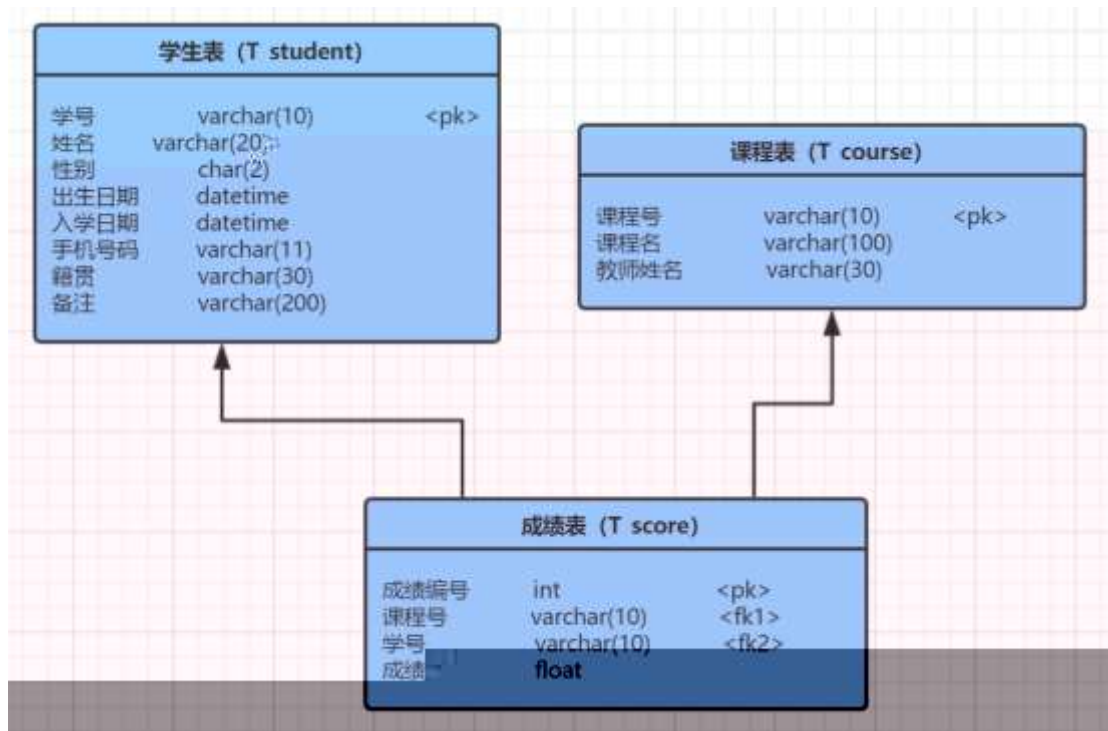 学生表 (T student)
学号 varchar(10) <pk>
姓名 varchar(20)
性别 char(2)
出生日期 datetime
入学日期 datetime
手机号码 varchar(11)
籍贯 varchar(30)
备注 varchar(200)
课程表 (T course)
课程号 varchar(10) <pk>
课程名 varchar(100)
教师姓名 varchar(30)
成绩表 (T score)
成绩编号 int <pk>
课程号 varchar(10) <fk1>
学号 varchar(10) <fk2>
成绩 float